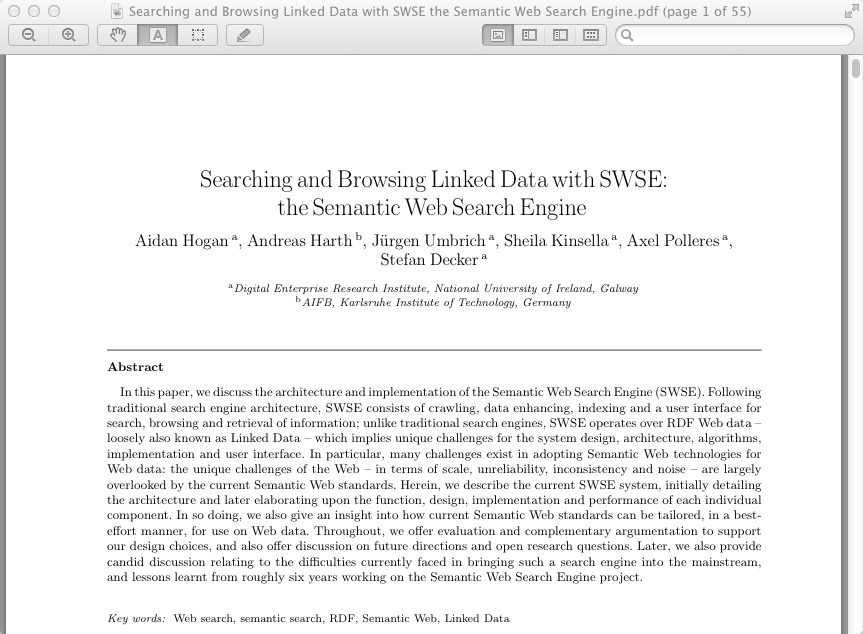 Searching and Browsing Linked Data with SWSE the Semantic Web Search Engine.pdf (page 1 of 55)
A
Searching and Browsing Linked Data with SWSE:
the Semantic Web Search Engine
Aidan Hogan a, Andreas Harth b, Jürgen Umbrich a, Sheila Kinsella a, Axel Polleres a,
Stefan Decker a
a Digital Enterprise Research Institute, National University of Ireland, Galway
b AIFB, Karlsruhe Institute of Technology, Germany
Abstract
In this paper, we discuss the architecture and implementation of the Semantic Web Search Engine (SWSE). Following
traditional search engine architecture, SWSE consists of crawling, data enhancing, indexing and a user interface for
search, browsing and retrieval of information; unlike traditional search engines, SWSE operates over RDF Web data –
loosely also known as Linked Data – which implies unique challenges for the system design, architecture, algorithms,
implementation and user interface. In particular, many challenges exist in adopting Semantic Web technologies for
Web data: the unique challenges of the Web – in terms of scale, unreliability, inconsistency and noise – are largely
overlooked by the current Semantic Web standards. Herein, we describe the current SWSE system, initially detailing
the architecture and later elaborating upon the function, design, implementation and performance of each individual
component. In so doing, we also give an insight into how current Semantic Web standards can be tailored, in a best-
effort manner, for use on Web data. Throughout, we offer evaluation and complementary argumentation to support
our design choices, and also offer discussion on future directions and open research questions. Later, we also provide
candid discussion relating to the difficulties currently faced in bringing such a search engine into the mainstream,
and lessons learnt from roughly six years working on the Semantic Web Search Engine project.
Key words: Web search, semantic search, RDF, Semantic Web, Linked Data